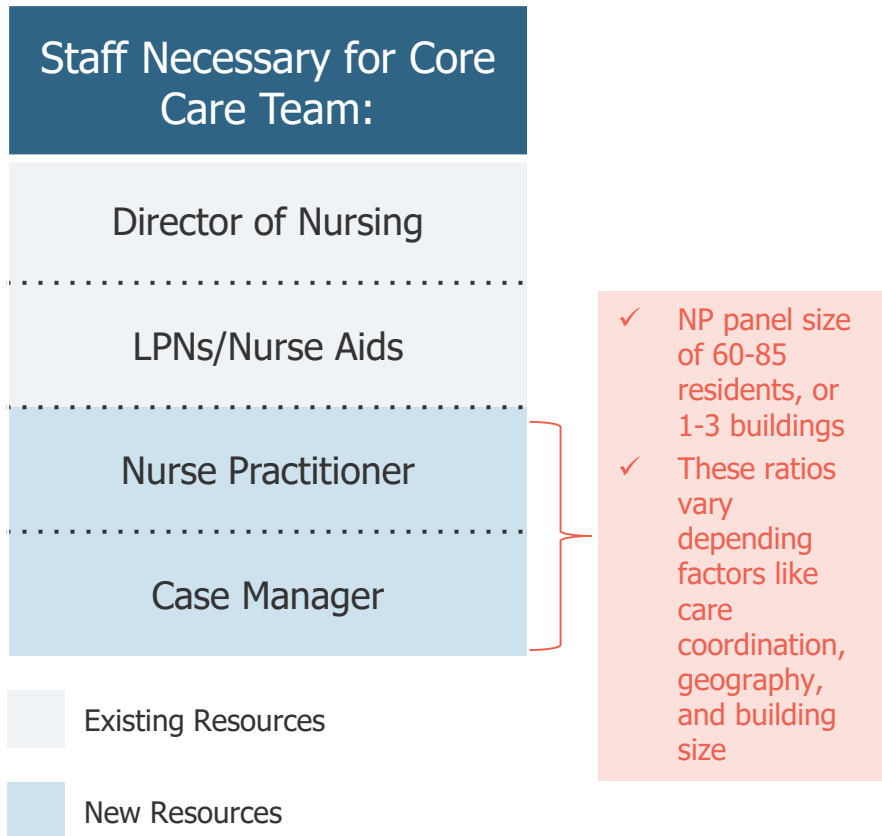 Staff Necessary for Core
Care Team:
Director of Nursing
LPNs/Nurse Aids
Nurse Practitioner
Case Manager
✓ NP panel size
of 60-85
residents, or
1-3 buildings
✓ These ratios
vary
depending
factors like
care
coordination,
geography,
and building
size
Existing Resources
New Resources